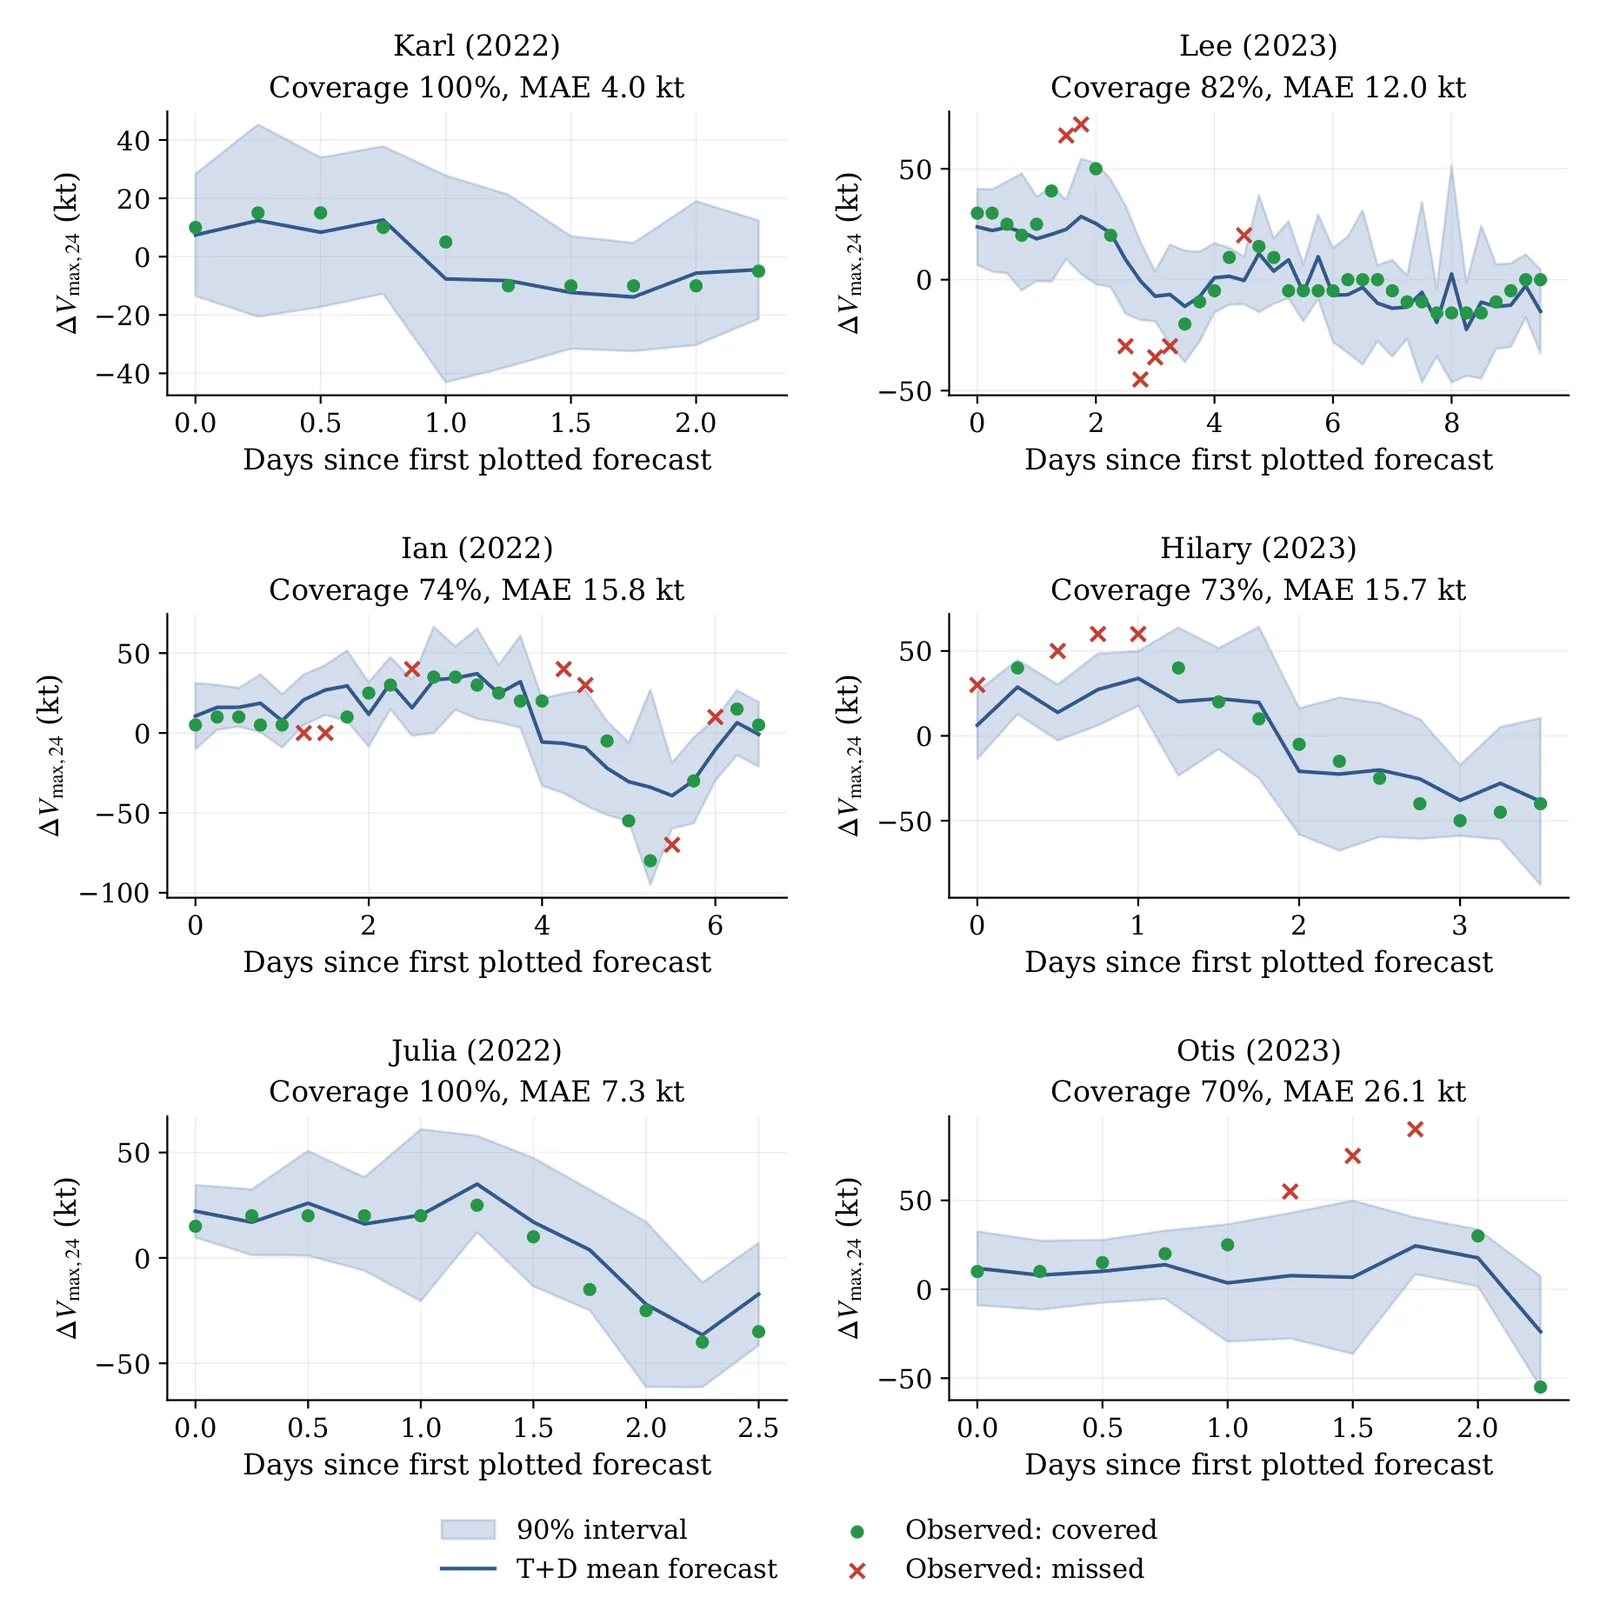 Karl (2022)
Coverage 100%, MAE 4.0 kt
40
20
0
−20
−40
ΔVmax, 24 (kt)
0.0 0.5 1.0 1.5 2.0
Days since first plotted forecast
Lee (2023)
Coverage 82%, MAE 12.0 kt
50
0
−50
ΔVmax, 24 (kt)
0 2 4 6 8
Days since first plotted forecast
Ian (2022)
Coverage 74%, MAE 15.8 kt
50
0
−50
−100
ΔVmax, 24 (kt)
0 2 4 6
Days since first plotted forecast
Hilary (2023)
Coverage 73%, MAE 15.7 kt
50
0
−50
ΔVmax, 24 (kt)
0 1 2 3
Days since first plotted forecast
Julia (2022)
Coverage 100%, MAE 7.3 kt
50
0
−50
ΔVmax, 24 (kt)
0.0 0.5 1.0 1.5 2.0 2.5
Days since first plotted forecast
Otis (2023)
Coverage 70%, MAE 26.1 kt
50
0
−50
ΔVmax, 24 (kt)
0.0 0.5 1.0 1.5 2.0
Days since first plotted forecast
90% interval
T+D mean forecast
Observed: covered
Observed: missed